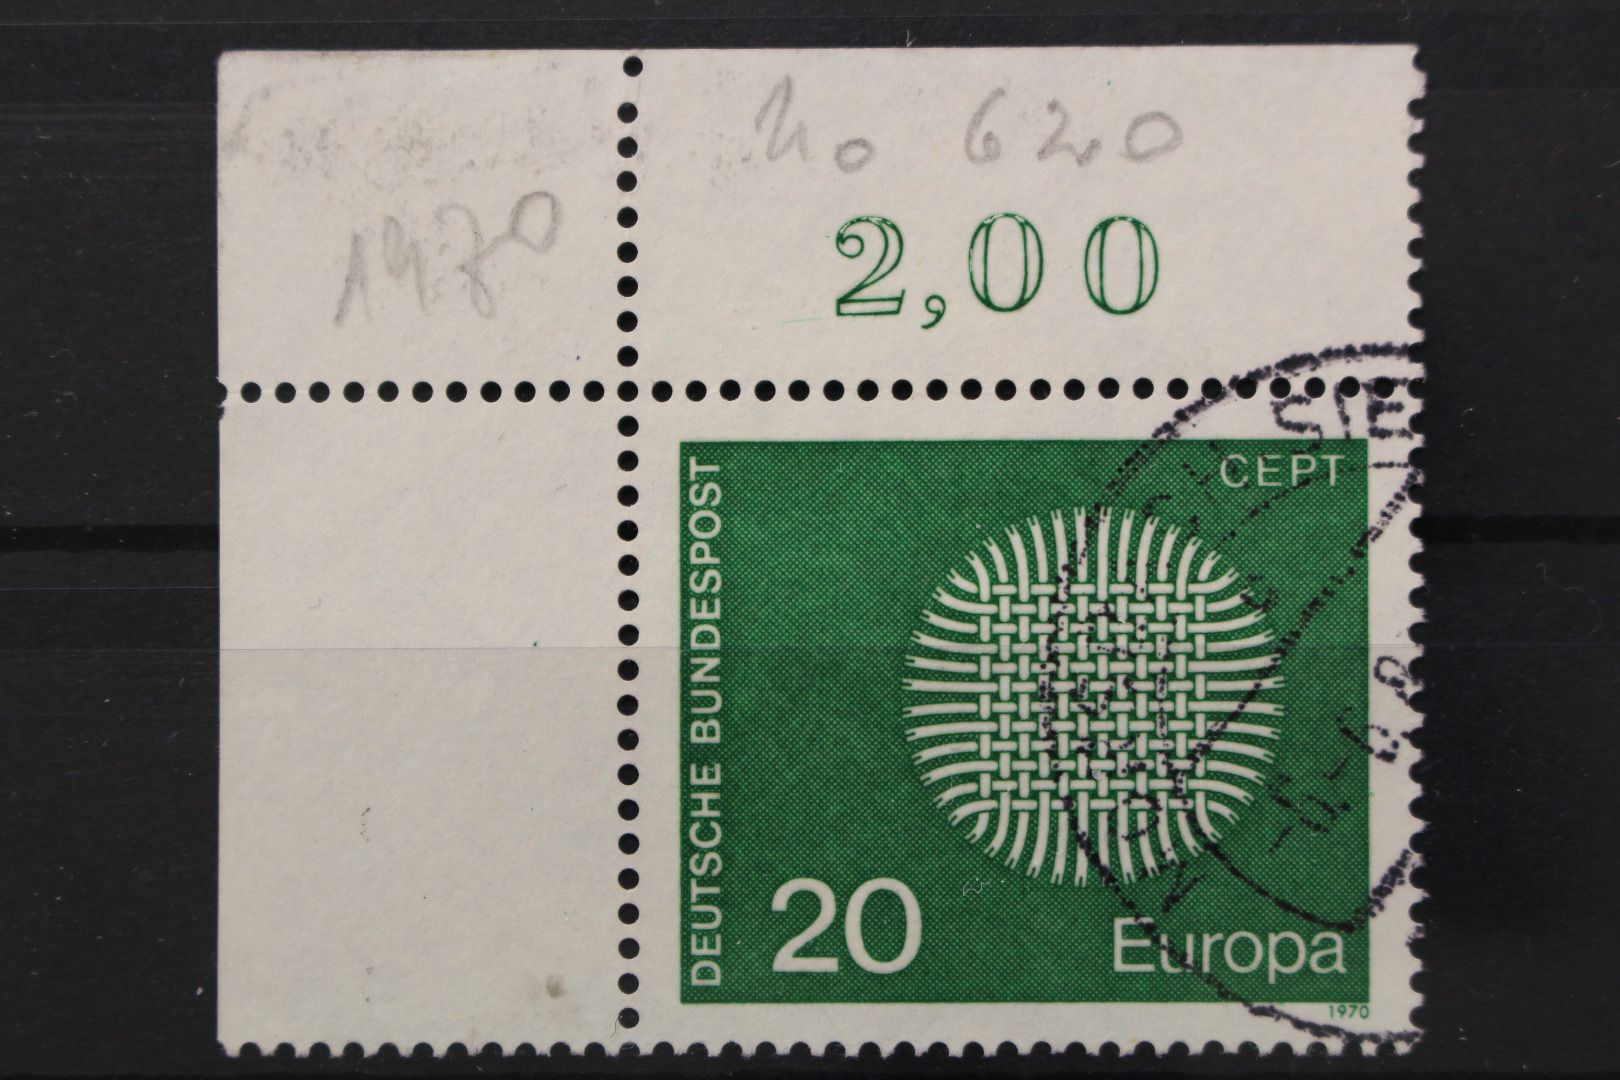 No 620
1970
2,00
CEPT
DEUTSCHE BUNDESPOST
20
Europa
1970